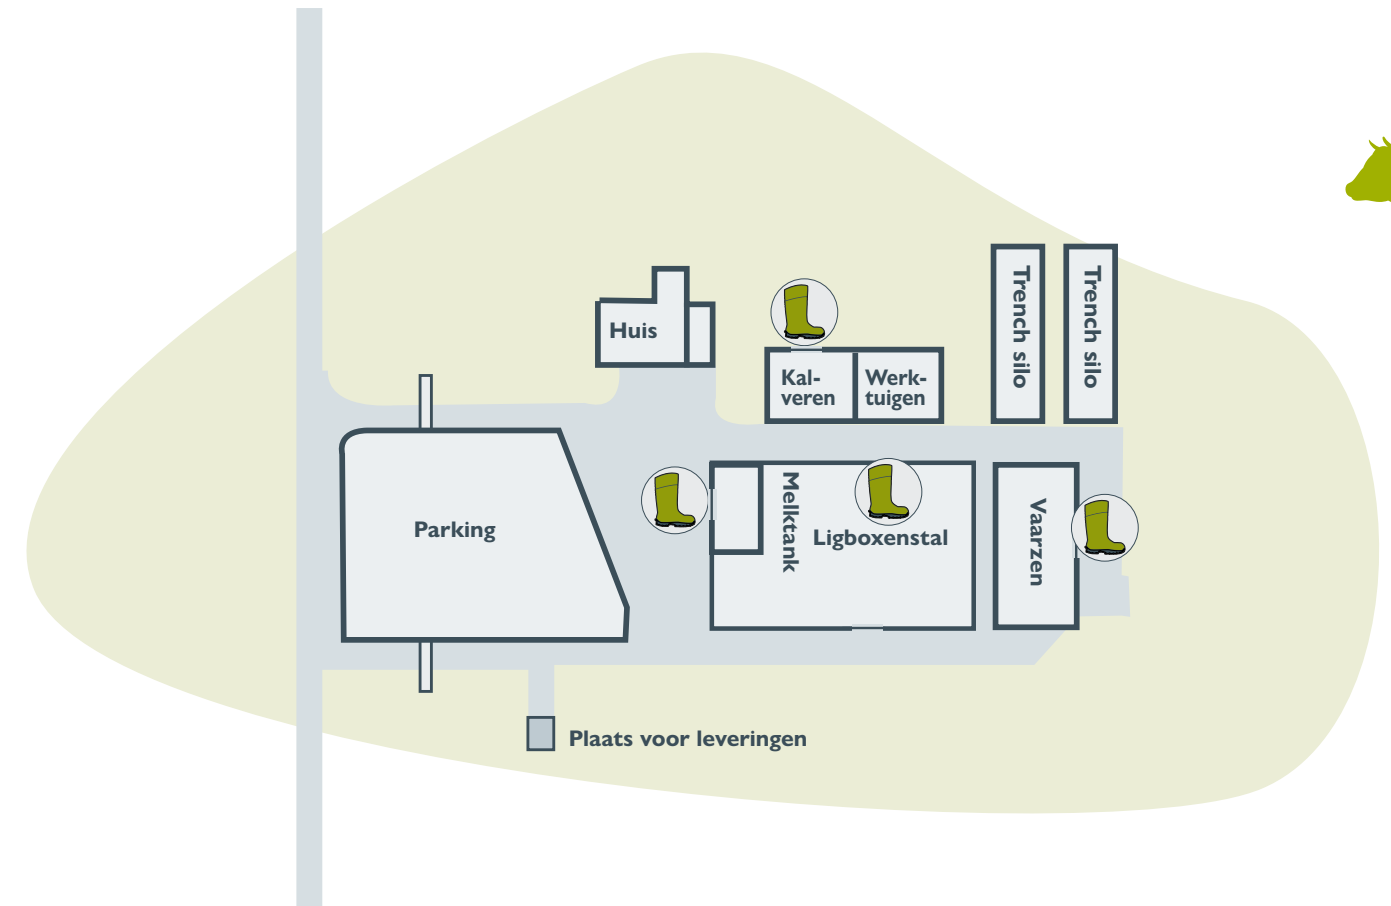 Trench silo
Trench silo
Huis
Kal-
veren
Werk-
tuigen
Parking
Melktank
Ligboxenstal
Vaarzen
Plaats voor leveringen